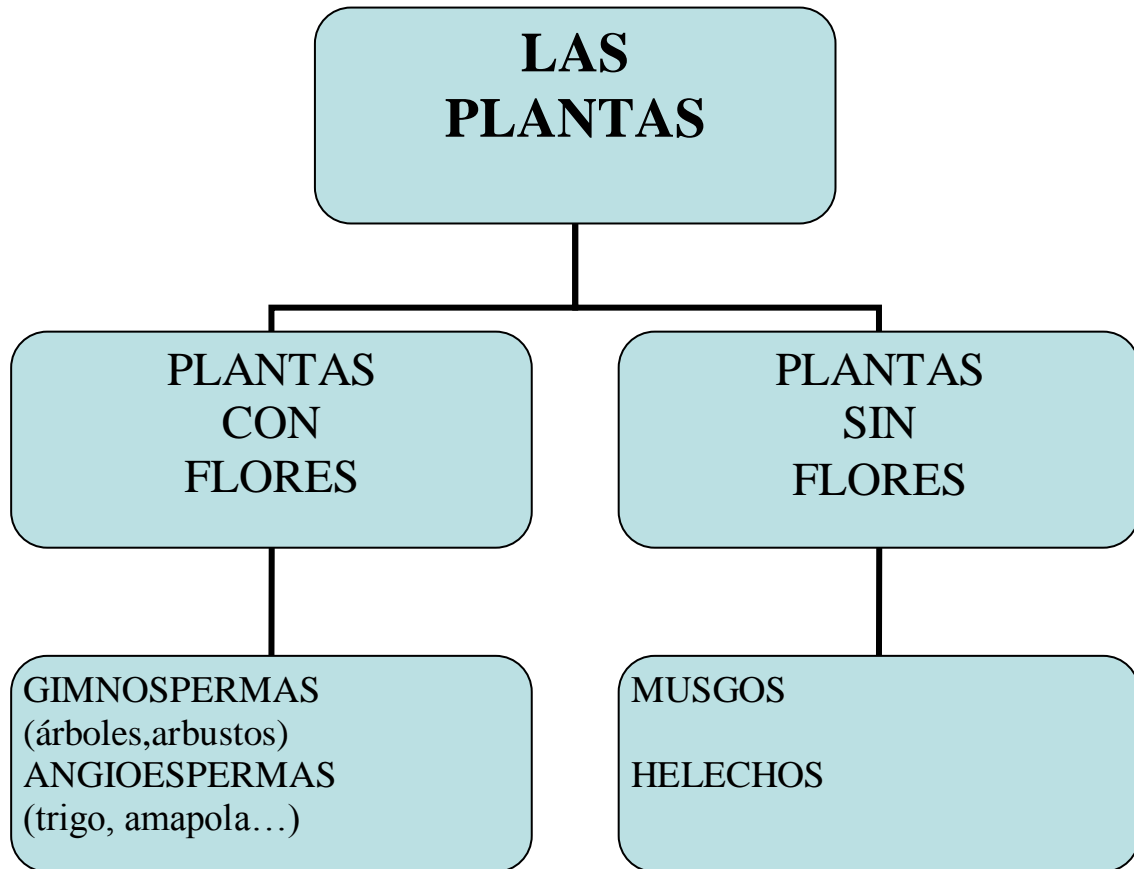 LAS
PLANTAS
PLANTAS
CON
FLORES
PLANTAS
SIN
FLORES
GIMNOSPERMAS
(árboles,arbustos)
ANGIOESPERMAS
(trigo, amapola…)
MUSGOS
HELECHOS